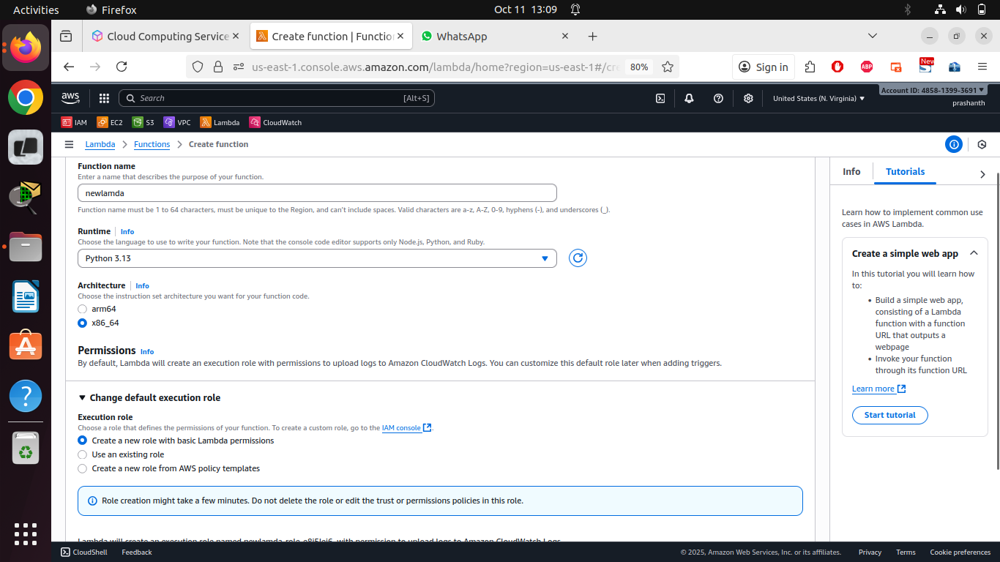 Activities
Firefox
Oct 11 13:09
Cloud Computing Service
Create function | Functio
WhatsApp
us-east-1.console.aws.amazon.com/lambda/home?region=us-east-1#/cre
80%
Sign in
ABP
New
aws
Search
[Alt+S]
United States (N. Virginia)
Account ID: 4858-1399-3691
prashanth
IAM
EC2
S3
VPC
Lambda
CloudWatch
Lambda
Functions
Create function
Function name
Enter a name that describes the purpose of your function.
newlamda
Function name must be 1 to 64 characters, must be unique to the Region, and can't include spaces. Valid characters are a-z, A-Z, 0-9, hyphens (-), and underscores (_).
Runtime
Info
Choose the language to use to write your function. Note that the console code editor supports only Node.js, Python, and Ruby.
Python 3.13
Architecture
Info
Choose the instruction set architecture you want for your function code.
arm64
x86_64
Permissions
Info
By default, Lambda will create an execution role with permissions to upload logs to Amazon CloudWatch Logs. You can customize this default role later when adding triggers.
Change default execution role
Execution role
Choose a role that defines the permissions of your function. To create a custom role, go to the IAM console.
Create a new role with basic Lambda permissions
Use an existing role
Create a new role from AWS policy templates
Role creation might take a few minutes. Do not delete the role or edit the trust or permissions policies in this role.
Lambda will create an execution role named with permission to upload logs to Amazon CloudWatch Logs
Info
Tutorials
Learn how to implement common use
cases in AWS Lambda.
Create a simple web app
In this tutorial you will learn how
to:
• Build a simple web app,
consisting of a Lambda
function with a function
URL that outputs a
webpage
• Invoke your function
through its function URL
Learn more
Start tutorial
CloudShell
Feedback
© 2025, Amazon Web Services, Inc. or its affiliates.
Privacy
Terms
Cookie preferences